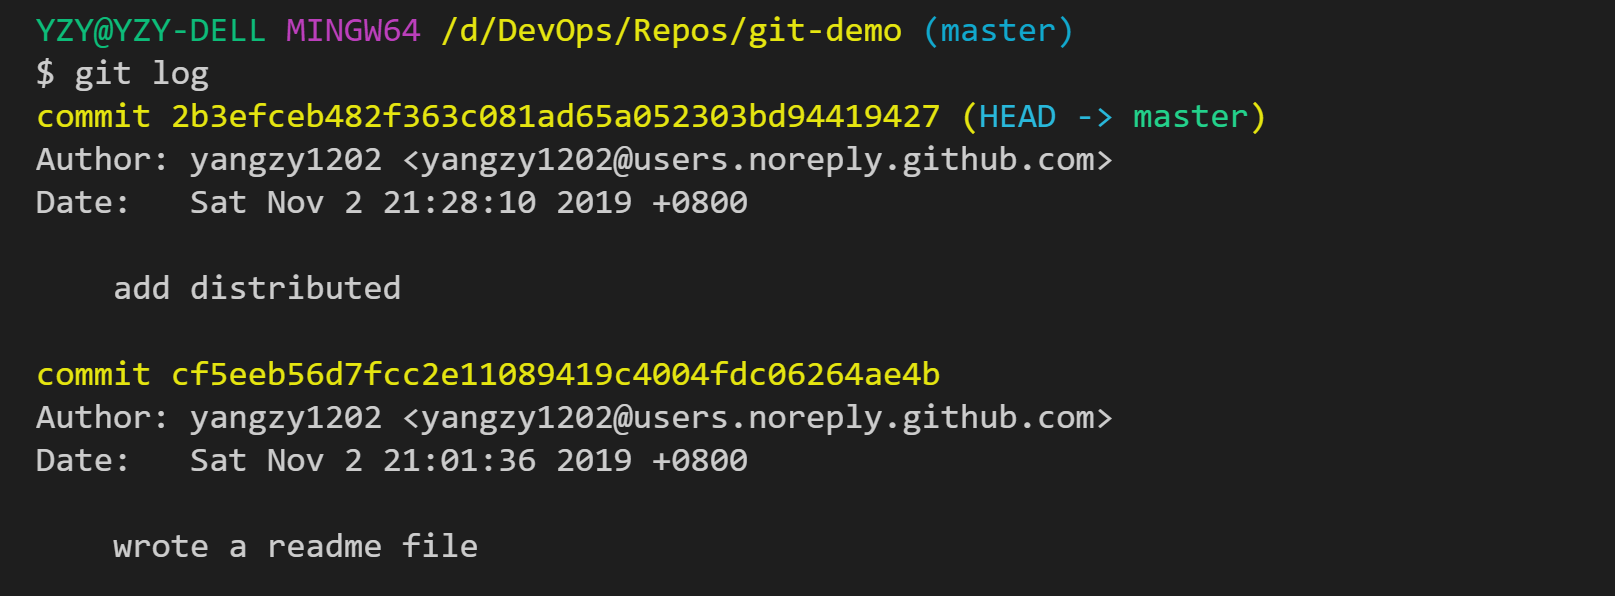 YZY@YZY-DELL MINGW64 /d/DevOps/Repos/git-demo (master)
$ git log
commit 2b3efceb482f363c081ad65a052303bd94419427 (HEAD -> master)
Author: yangzy1202 <yangzy1202@users.noreply.github.com>
Date:   Sat Nov 2 21:28:10 2019 +0800
    add distributed
commit cf5eeb56d7fcc2e11089419c4004fdc06264ae4b
Author: yangzy1202 <yangzy1202@users.noreply.github.com>
Date:   Sat Nov 2 21:01:36 2019 +0800
    wrote a readme file